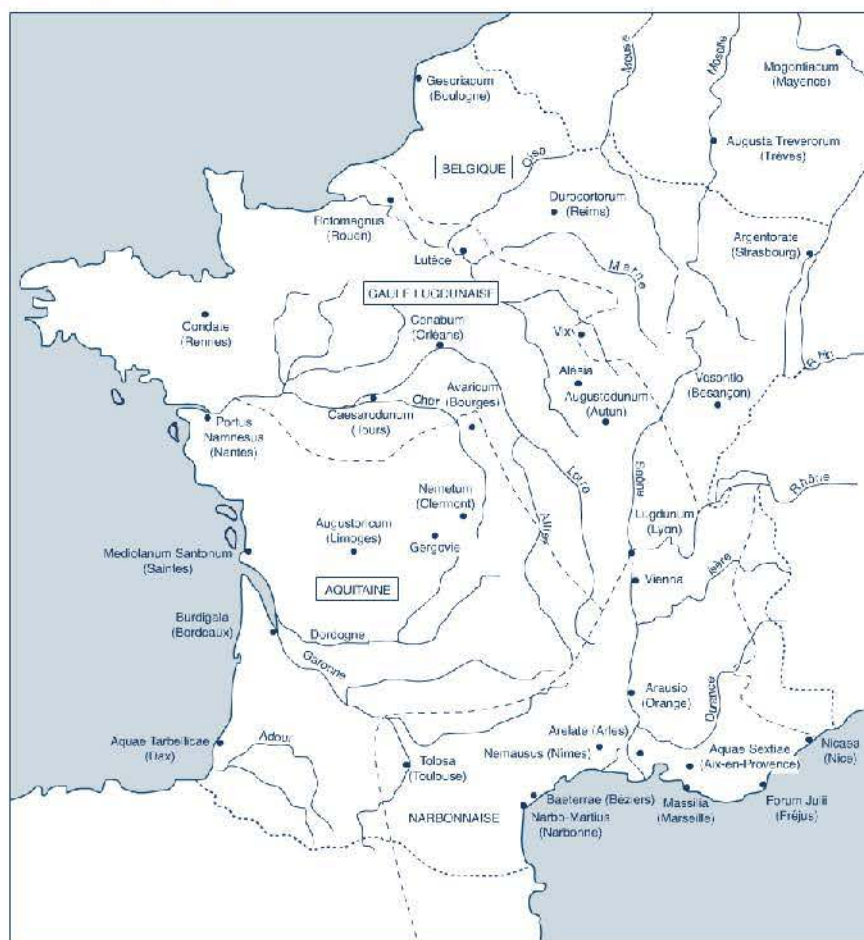 Gesoriacum
(Boulogne)
Meuse
Moselle
Mogontiacum
(Mayence)
Augusta Treverorum
(Trèves)
BELGIQUE
Oise
Durocortorum
(Reims)
Rotomagnus
(Rouen)
Lutèce
Marne
Argentorate
(Strasbourg)
GAULE LUGDUNAISE
Condate
(Rennes)
Cenabum
(Orléans)
Vix
Rhin
Alésia
Vesontio
(Besançon)
Avaricum
(Bourges)
Cher
Augustodunum
(Autun)
Caesarodunum
(Tours)
Portus
Namnesus
(Nantes)
Saône
Rhône
Nemetum
(Clermont)
Allier
Lugdunum
(Lyon)
Augustoricum
(Limoges)
Gergovie
Mediolanum Santonum
(Saintes)
Isère
Vienna
AQUITAINE
Burdigala
(Bordeaux)
Dordogne
Garonne
Arausio
(Orange)
Durance
Aquae Tarbellicae
(Dax)
Adour
Arelate (Arles)
Nemausus (Nîmes)
Aquae Sextiae
(Aix-en-Provence)
Nicaea
(Nice)
Tolosa
(Toulouse)
Baeterrae (Béziers)
NARBONNAISE
Narbo-Martius
(Narbonne)
Massilia
(Marseille)
Forum Julii
(Fréjus)